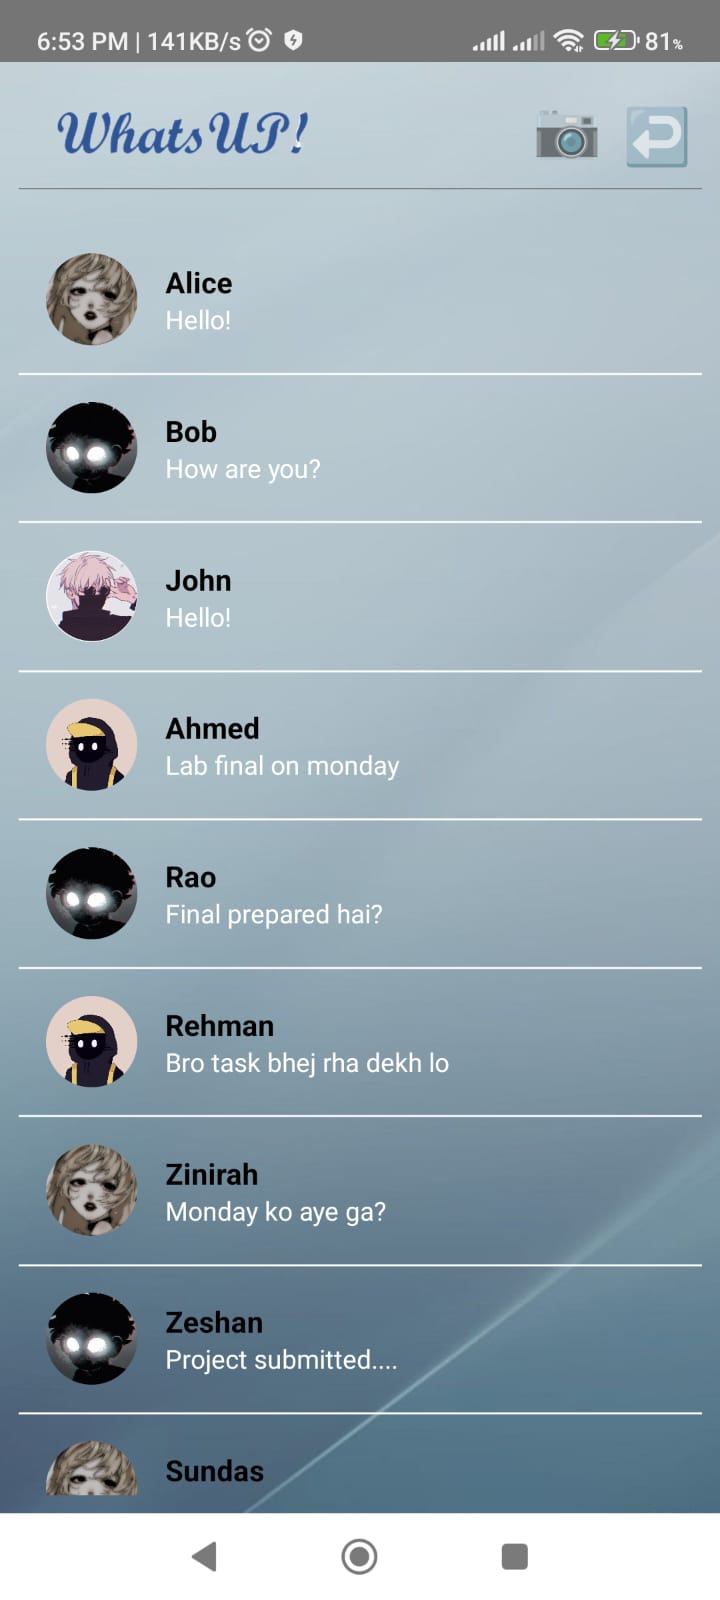 6:53 PM | 141KB/s 81%
WhatsUP!
Alice
Hello!
Bob
How are you?
John
Hello!
Ahmed
Lab final on monday
Rao
Final prepared hai?
Rehman
Bro task bhej rha dekh lo
Zinirah
Monday ko aye ga?
Zeshan
Project submitted....
Sundas